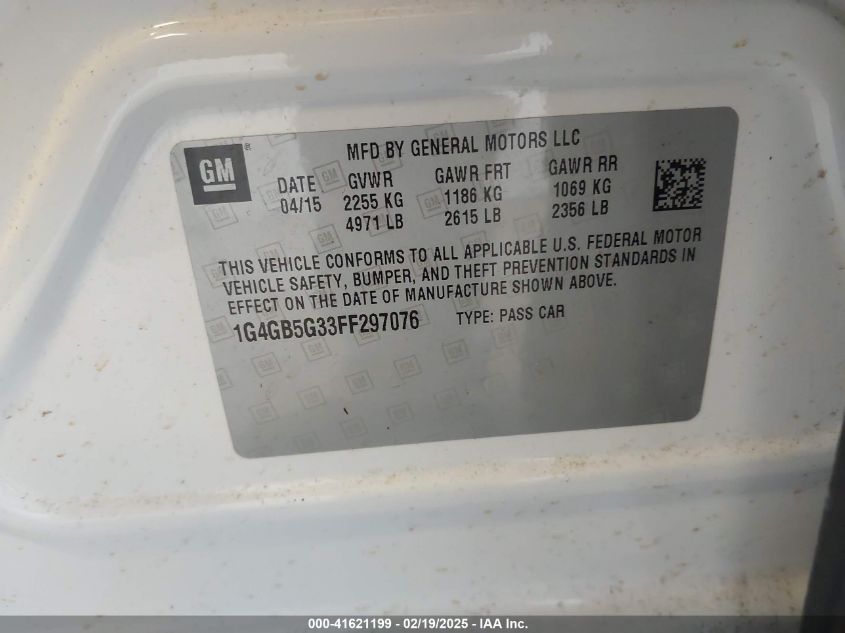 GM
MFD BY GENERAL MOTORS LLC
DATE GVWR GAWR FRT GAWR RR
04/15 2255 KG 1186 KG 1069 KG
4971 LB 2615 LB 2356 LB
THIS VEHICLE CONFORMS TO ALL APPLICABLE U.S. FEDERAL MOTOR
VEHICLE SAFETY, BUMPER, AND THEFT PREVENTION STANDARDS IN
EFFECT ON THE DATE OF MANUFACTURE SHOWN ABOVE.
1G4GB5G33FF297076 TYPE: PASS CAR
000-41621199 - 02/19/2025 - IAA Inc.